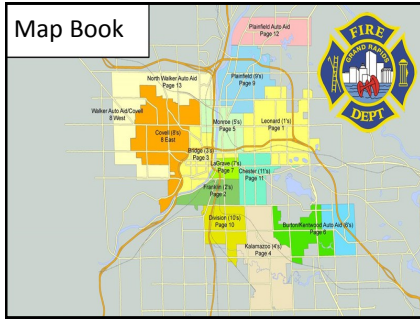 Map Book
Plainfield Auto Aid
Page 12
FIRE
GRAND RAPIDS
DEPT
North Walker Auto Aid
Page 13
Plainfield (9's)
Page 9
Walker Auto Aid/Covell
8 West
Covell (8's)
8 East
Monroe (5's)
Page 5
Leonard (1's)
Page 1
Bridge (3's)
Page 3
LaGrave (7's)
Page 7
Chester (11's)
Page 11
Franklin (2's)
Page 2
Division (10's)
Page 10
Burton/Kentwood Auto Aid (6's)
Page 6
Kalamazoo (4's)
Page 4